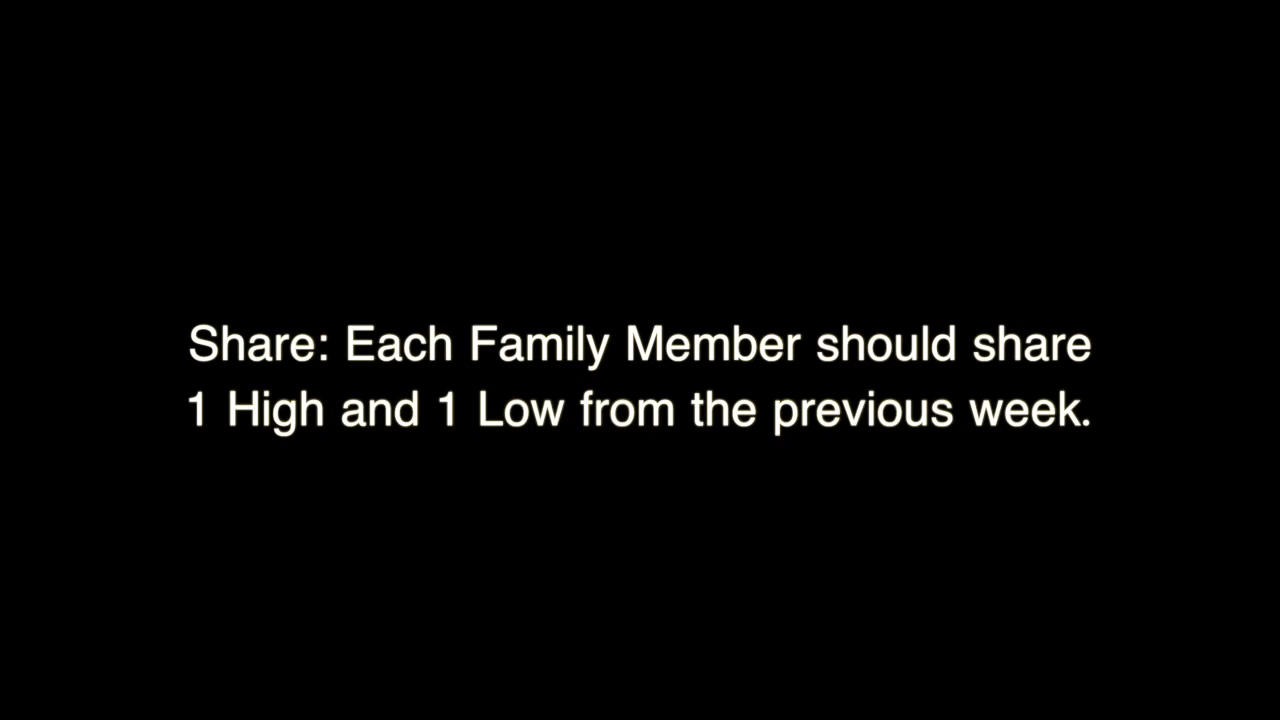 Share: Each Family Member should share
1 High and 1 Low from the previous week.